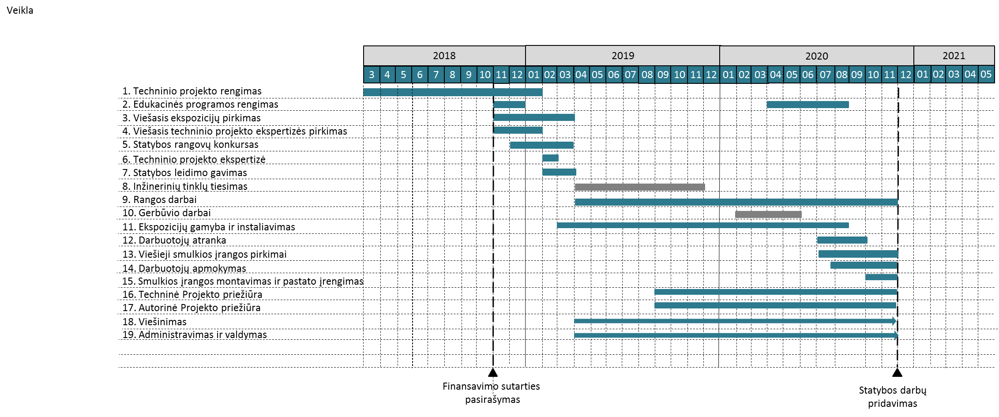 Veikla
2018 2019 2020 2021
3 4 5 6 7 8 9 10 11 12 01 02 03 04 05 06 07 08 09 10 11 12 01 02 03 04 05 06 07 08 09 10 11 12 01 02 03 04 05
1. Techninio projekto rengimas
2. Edukacinės programos rengimas
3. Viešasis ekspozicijų pirkimas
4. Viešasis techninio projekto ekspertizės pirkimas
5. Statybos rangovų konkursas
6. Techninio projekto ekspertizė
7. Statybos leidimo gavimas
8. Inžinerinių tinklų tiesimas
9. Rangos darbai
10. Gerbūvio darbai
11. Ekspozicijų gamyba ir instaliavimas
12. Darbuotojų atranka
13. Viešieji smulkios įrangos pirkimai
14. Darbuotojų apmokymas
15. Smulkios įrangos montavimas ir pastato įrengimas
16. Techninė Projekto priežiūra
17. Autorinė Projekto priežiūra
18. Viešinimas
19. Administravimas ir valdymas
Finansavimo sutarties
pasirašymas
Statybos darbų
pridavimas